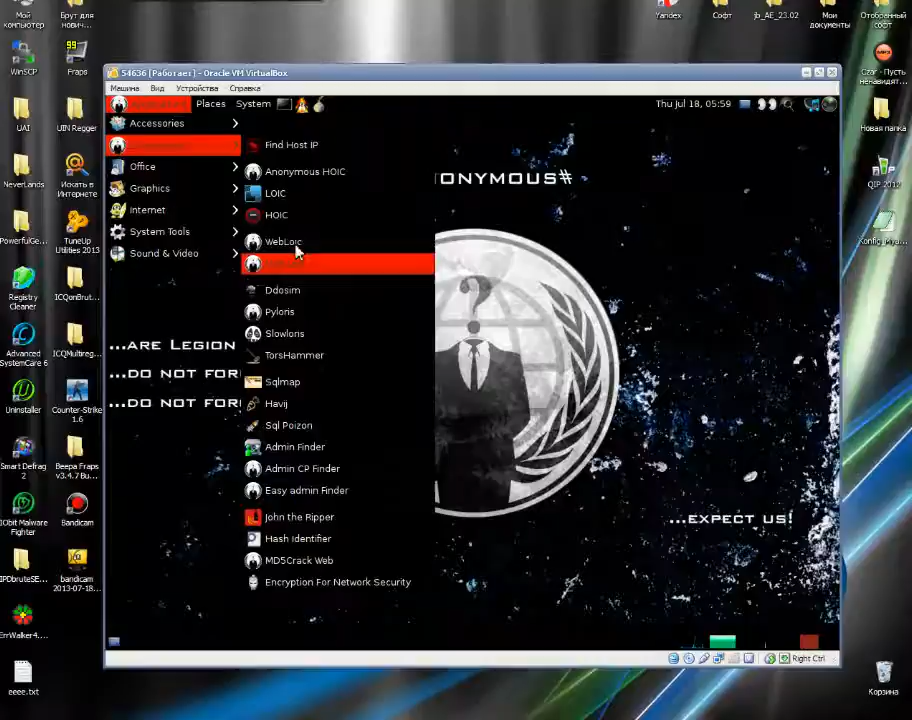 Мой компьютер
Брут для нович...
Yandex
Софт
jb_AE_23.02
Мои документы
Отобранный софт
WinSCP
Fraps
54636 [Работает] - Oracle VM VirtualBox
Czar - Пусть ненавидят...
Машина Вид Устройства Справка
Places System
Thu Jul 18, 05:59
UAI
UIN Regger
Accessories
Office
Graphics
Internet
System Tools
Sound & Video
Find Host IP
Anonymous HOIC
LOIC
HOIC
WebLoic
Ddosim
Pyloris
Slowloris
TorsHammer
Sqlmap
Havij
Sql Poizon
Admin Finder
Admin CP Finder
Easy admin Finder
John the Ripper
Hash Identifier
MD5Crack Web
Encryption For Network Security
ONYMOUS#
...ARE LEGION
...DO NOT FOR
...DO NOT FOR
...EXPECT US!
Новая папка
NeverLands
Искать в Интернете
QIP 2012
PowerfulGe...
TuneUp Utilities 2013
Registry Cleaner
ICQonBrut...
Advanced SystemCare 6
ICQMultireg...
Uninstaller
Counter-Strike 1.6
Smart Defrag 2
Beepa Fraps v3.4.7 Bu...
IObit Malware Fighter
Bandicam
IPDbruteSE...
bandicam 2013-07-18...
ErrWalker4....
eeee.txt
Корзина
Right Ctrl